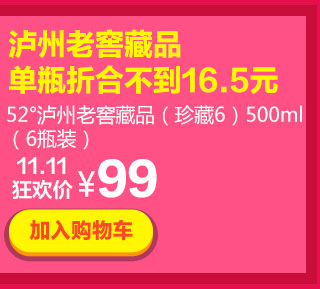 泸州老窖藏品
单瓶折合不到16.5元
52°泸州老窖藏品（珍藏6）500ml
（6瓶装）
11.11
狂欢价 ¥99
加入购物车